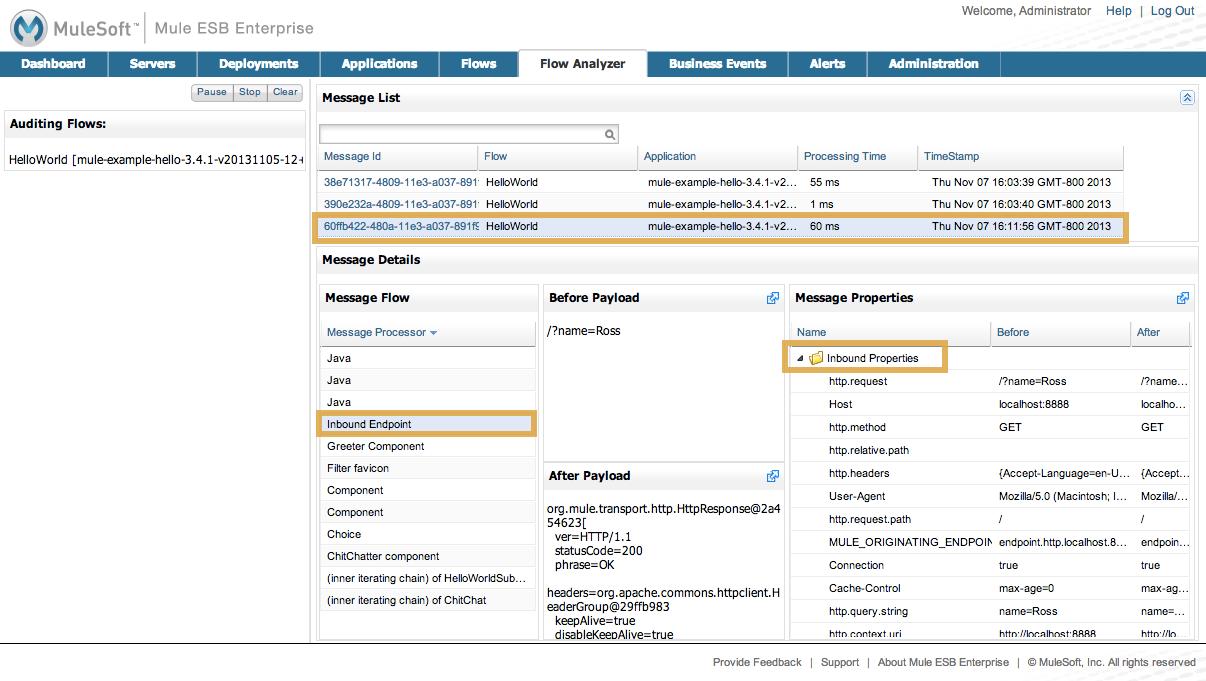 Welcome, Administrator Help | Log Out
MuleSoft™ Mule ESB Enterprise
Dashboard Servers Deployments Applications Flows Flow Analyzer Business Events Alerts Administration
Pause Stop Clear
Auditing Flows:
HelloWorld [mule-example-hello-3.4.1-v20131105-12
Message List
Message Id Flow Application Processing Time TimeStamp
38e71317-4809-11e3-a037-891 HelloWorld mule-example-hello-3.4.1-v2... 55 ms Thu Nov 07 16:03:39 GMT-800 2013
390e232a-4809-11e3-a037-891 HelloWorld mule-example-hello-3.4.1-v2... 1 ms Thu Nov 07 16:03:40 GMT-800 2013
60ffb422-480a-11e3-a037-891f9 HelloWorld mule-example-hello-3.4.1-v2... 60 ms Thu Nov 07 16:11:56 GMT-800 2013
Message Details
Message Flow
Message Processor
Java
Java
Java
Inbound Endpoint
Greeter Component
Filter favicon
Component
Component
Choice
ChitChatter component
(inner iterating chain) of HelloWorldSub...
(inner iterating chain) of ChitChat
Before Payload
/?name=Ross
After Payload
org.mule.transport.http.HttpResponse@2a4
54623[
ver=HTTP/1.1
statusCode=200
phrase=OK
headers=org.apache.commons.httpclient.H
eaderGroup@29ffb983
keepAlive=true
disableKeepAlive=true
Message Properties
Name Before After
Inbound Properties
http.request /?name=Ross /?name...
Host localhost:8888 localho...
http.method GET GET
http.relative.path
http.headers {Accept-Language=en-U... {Accept...
User-Agent Mozilla/5.0 (Macintosh; I... Mozilla/...
http.request.path / /
MULE_ORIGINATING_ENDPOIN endpoint.http.localhost.8... endpoin...
Connection true true
Cache-Control max-age=0 max-ag...
http.query.string name=Ross name=...
http.context.uri http://localhost:8888 http://lo...
Provide Feedback | Support | About Mule ESB Enterprise | © MuleSoft, Inc. All rights reserved